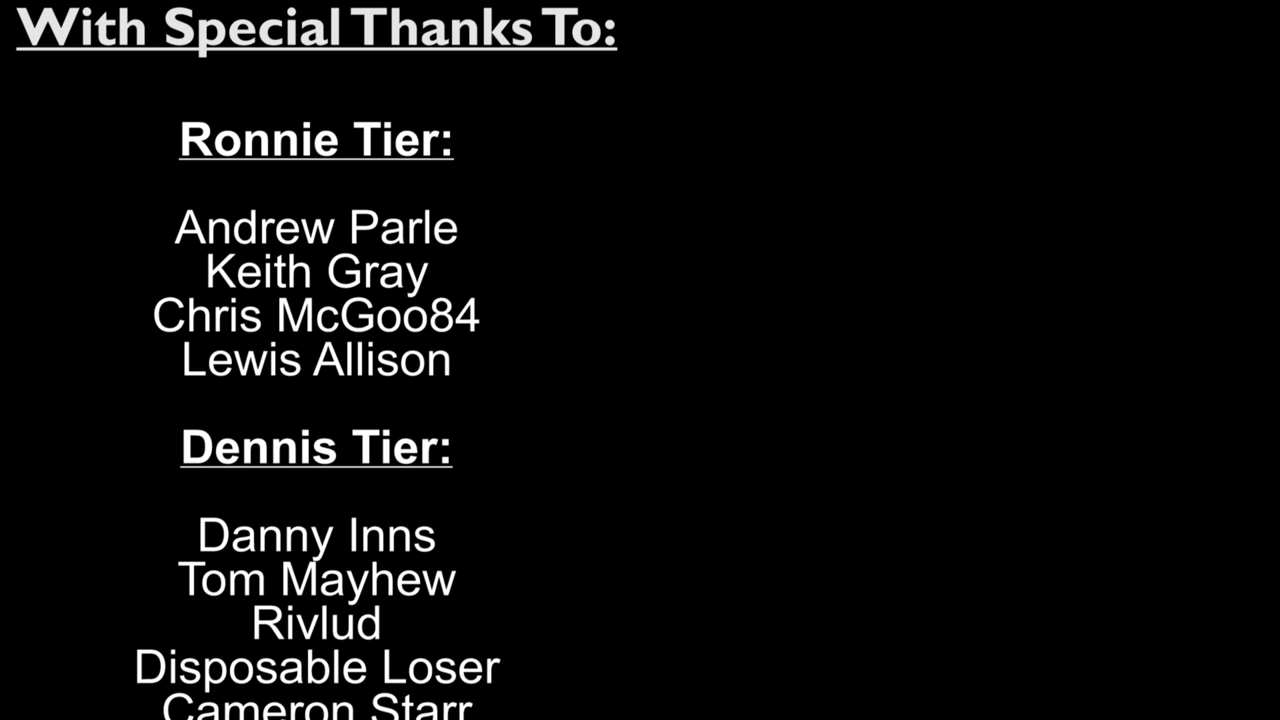 With Special Thanks To:
Ronnie Tier:
Andrew Parle
Keith Gray
Chris McGoo84
Lewis Allison
Dennis Tier:
Danny Inns
Tom Mayhew
Rivlud
Disposable Loser
Cameron Starr